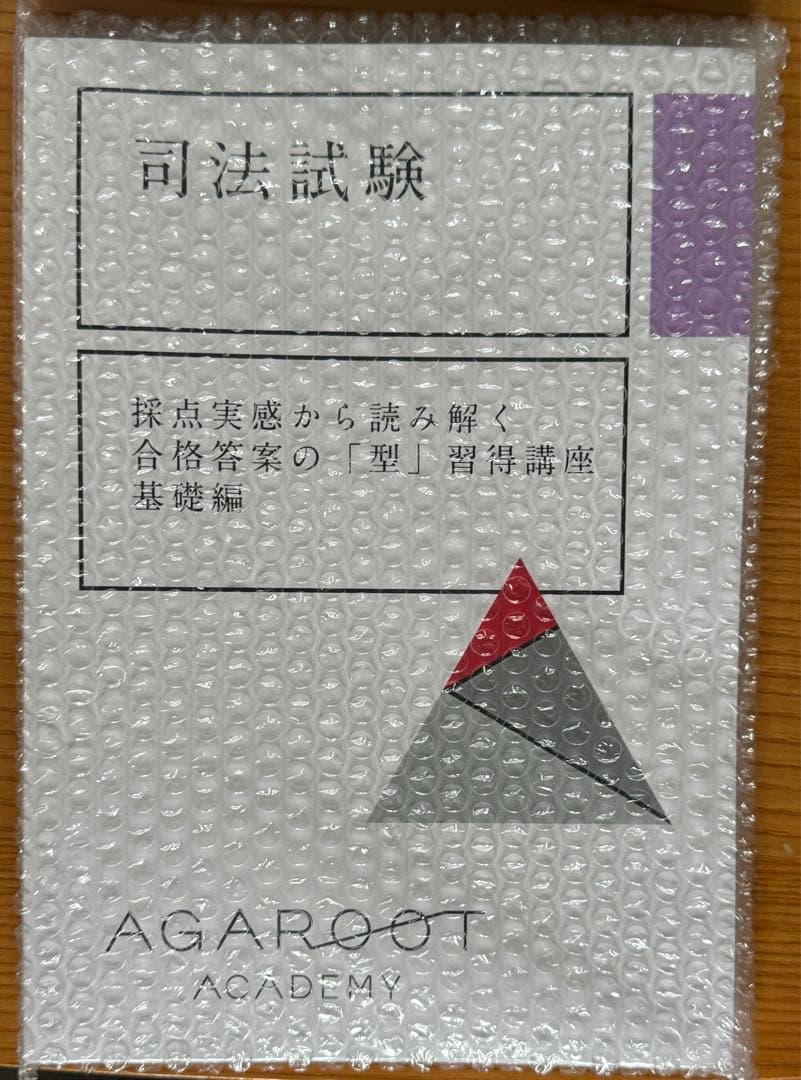 司法試験
採点実感から読み解く
合格答案の「型」習得講座
基礎編
AGAROOT
ACADEMY